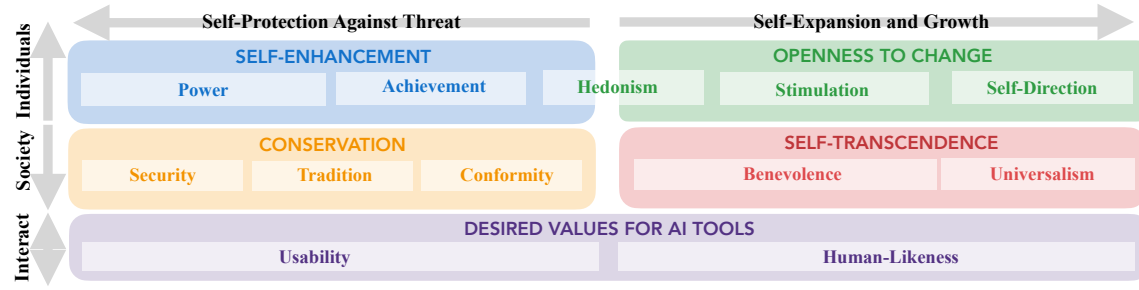 Self-Protection Against Threat
Self-Expansion and Growth
Individuals
SELF-ENHANCEMENT
OPENNESS TO CHANGE
Power
Achievement
Hedonism
Stimulation
Self-Direction
Society
CONSERVATION
SELF-TRANSCENDENCE
Security
Tradition
Conformity
Benevolence
Universalism
Interact
DESIRED VALUES FOR AI TOOLS
Usability
Human-Likeness